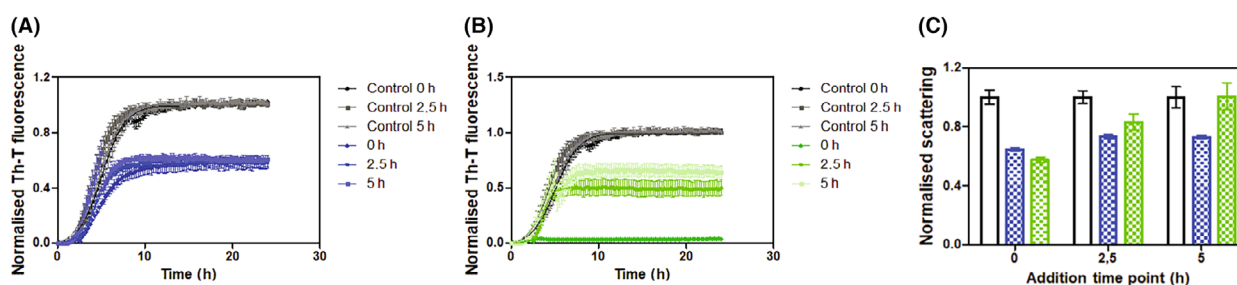 (A)
Normalised Th-T fluorescence
1.2
0.8
0.4
0.0
0
10
20
30
Time (h)
Control 0 h
Control 2.5 h
Control 5 h
0 h
2.5 h
5 h
(B)
Normalised Th-T fluorescence
1.5
1.0
0.5
0.0
0
10
20
30
Time (h)
Control 0 h
Control 2.5 h
Control 5 h
0 h
2.5 h
5 h
(C)
Normalised scattering
1.2
0.8
0.4
0.0
0
2.5
5
Addition time point (h)